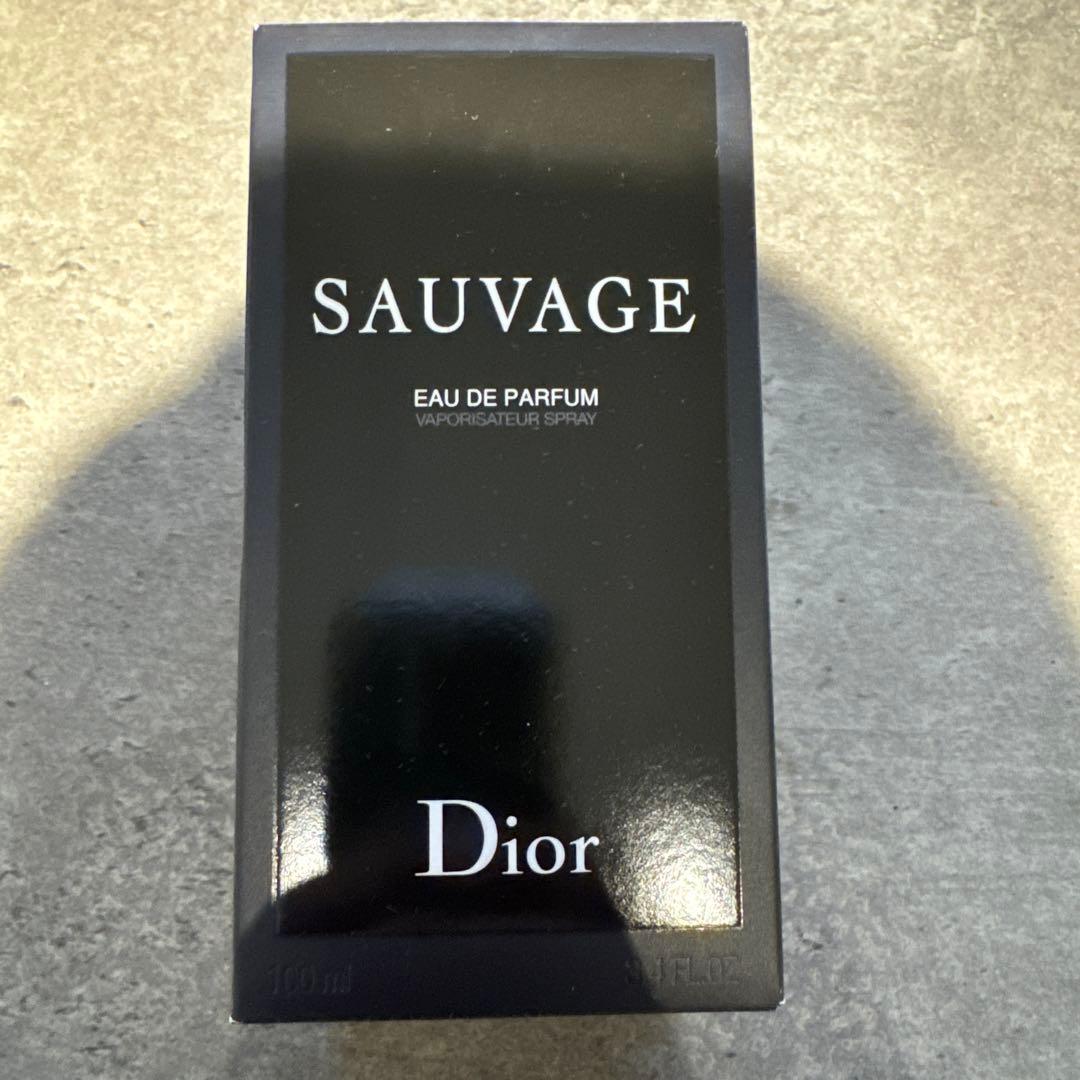 SAUVAGE
EAU DE PARFUM
VAPORISATEUR SPRAY
Dior
100 ml 3.4 FL.OZ